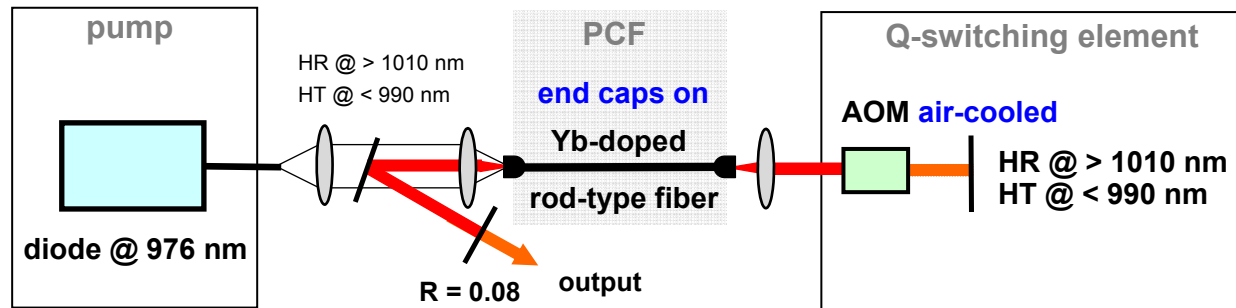 pump
diode @ 976 nm
HR @ > 1010 nm
HT @ < 990 nm
R = 0.08
output
PCF
end caps on
Yb-doped
rod-type fiber
Q-switching element
AOM air-cooled
HR @ > 1010 nm
HT @ < 990 nm